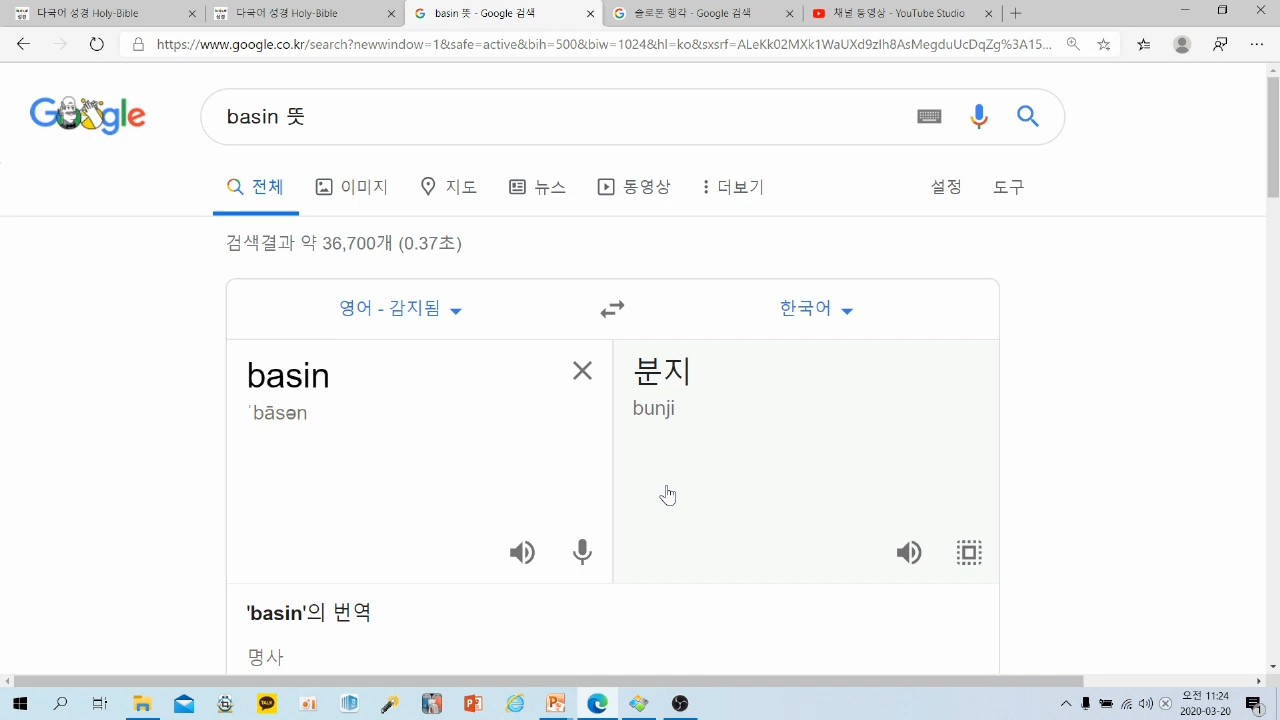 다국어 성경 Holy-Bible
다국어 성경 Holy-Bible
basin 뜻 - Google 검색
솔로몬 행각 - Google 검색
채널 동영상 - YouTube Studio
https://www.google.co.kr/search?newwindow=1&safe=active&bih=500&biw=1024&hl=ko&sxsrf=ALeKk02MXk1WaUXd9zIh8AsMegduUcDqZg%3A15...
Google
basin 뜻
전체 이미지 지도 뉴스 동영상 더보기 설정 도구
검색결과 약 36,700개 (0.37초)
영어 - 감지됨
한국어
basin
ˈbāsən
분지
bunji
'basin'의 번역
명사
TALK
오전 11:24
2020-03-20
1